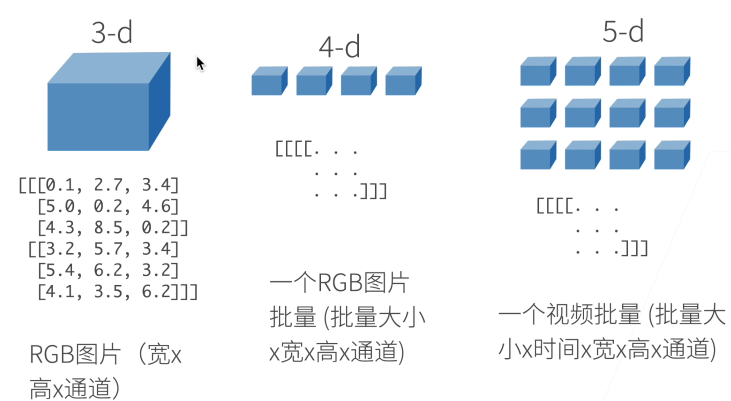 3-d
[[[0.1, 2.7, 3.4]
[5.0, 0.2, 4.6]
[4.3, 8.5, 0.2]]
[[3.2, 5.7, 3.4]
[5.4, 6.2, 3.2]
[4.1, 3.5, 6.2]]]
RGB图片（宽x
高x通道）
4-d
[[[[. . .
. . .
. . .]]]
一个RGB图片
批量 (批量大小
x宽x高x通道)
5-d
[[[[. . .
. . .
. . .]]]
一个视频批量 (批量大
小x时间x宽x高x通道)